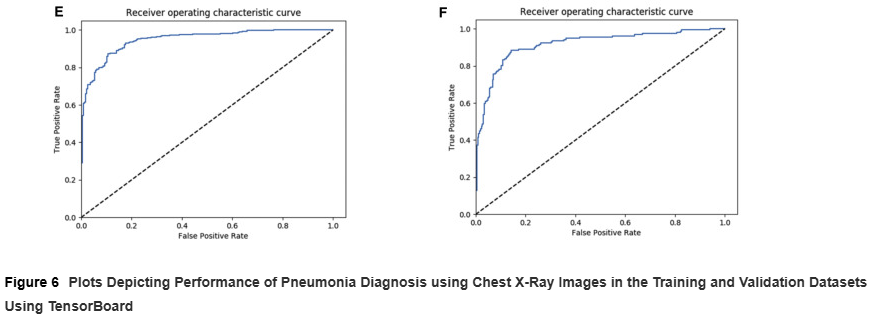 E
Receiver operating characteristic curve
1.0
0.8
0.6
0.4
0.2
0.0
True Positive Rate
0.0 0.2 0.4 0.6 0.8 1.0
False Positive Rate
F
Receiver operating characteristic curve
1.0
0.8
0.6
0.4
0.2
0.0
True Positive Rate
0.0 0.2 0.4 0.6 0.8 1.0
False Positive Rate
Figure 6 Plots Depicting Performance of Pneumonia Diagnosis using Chest X-Ray Images in the Training and Validation Datasets
Using TensorBoard